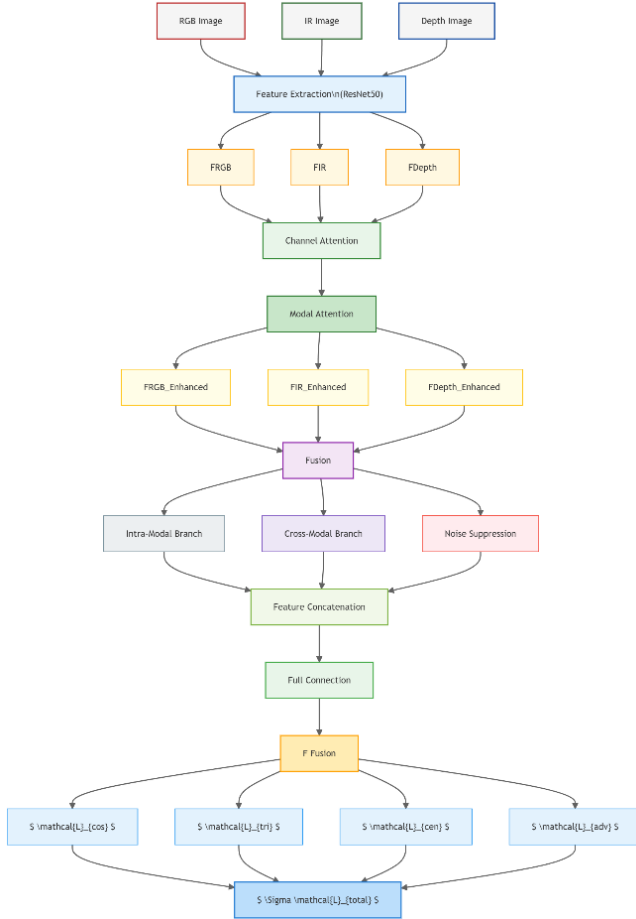 RGB Image
IR Image
Depth Image
Feature Extraction\n(ResNet50)
FRGB
FIR
FDepth
Channel Attention
Modal Attention
FRGB_Enhanced
FIR_Enhanced
FDepth_Enhanced
Fusion
Intra-Modal Branch
Cross-Modal Branch
Noise Suppression
Feature Concatenation
Full Connection
F Fusion
$ \mathcal{L}_{cos} $
$ \mathcal{L}_{tri} $
$ \mathcal{L}_{cen} $
$ \mathcal{L}_{adv} $
$ \Sigma \mathcal{L}_{total} $